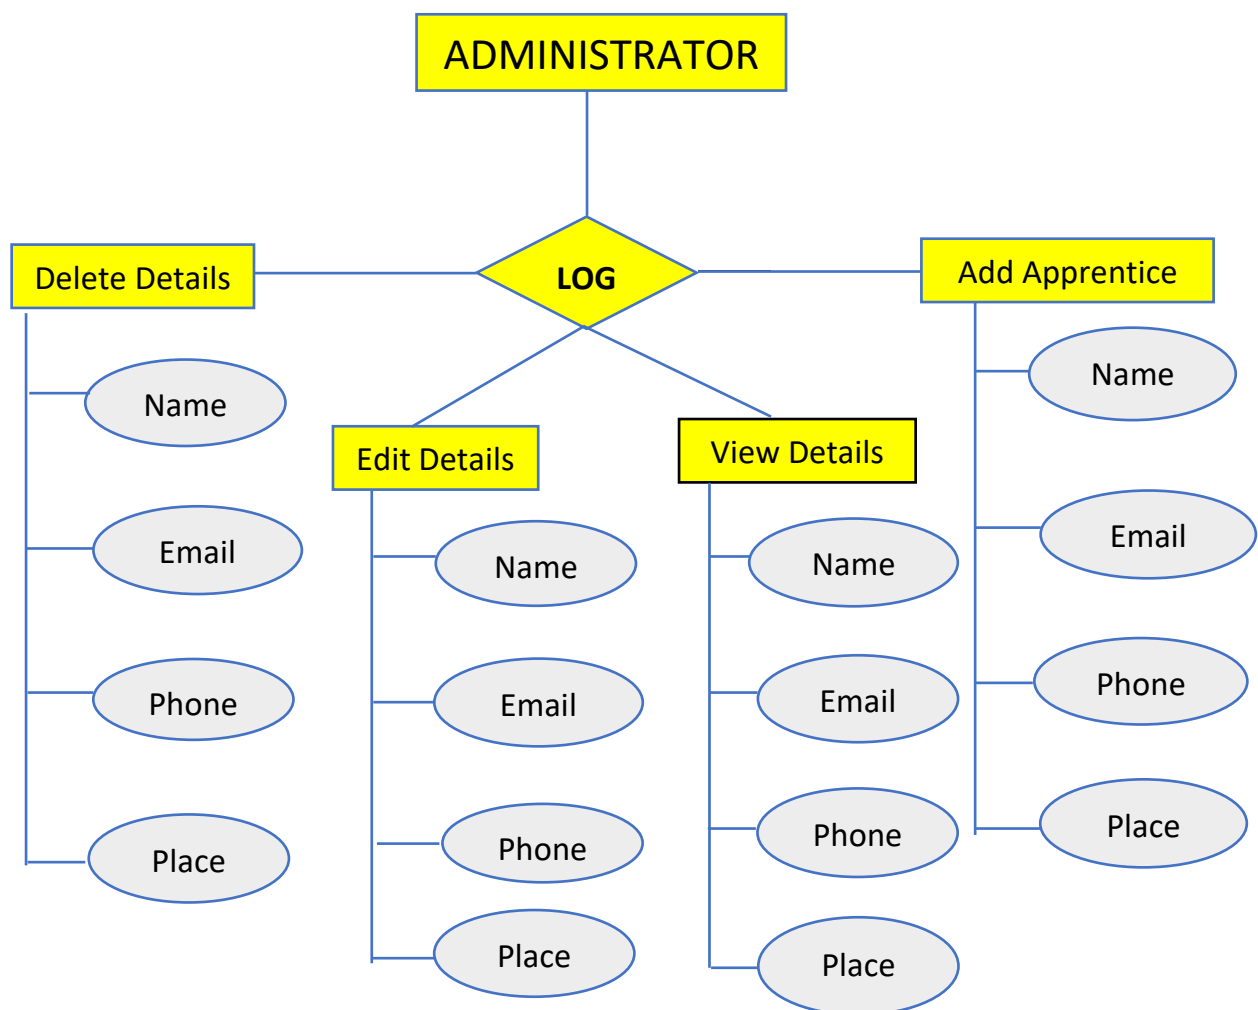 ADMINISTRATOR
LOG
Delete Details
Name
Email
Phone
Place
Edit Details
Name
Email
Phone
Place
View Details
Name
Email
Phone
Place
Add Apprentice
Name
Email
Phone
Place